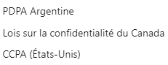 PDPA Argentine
Lois sur la confidentialité du Canada
CCPA (États-Unis)